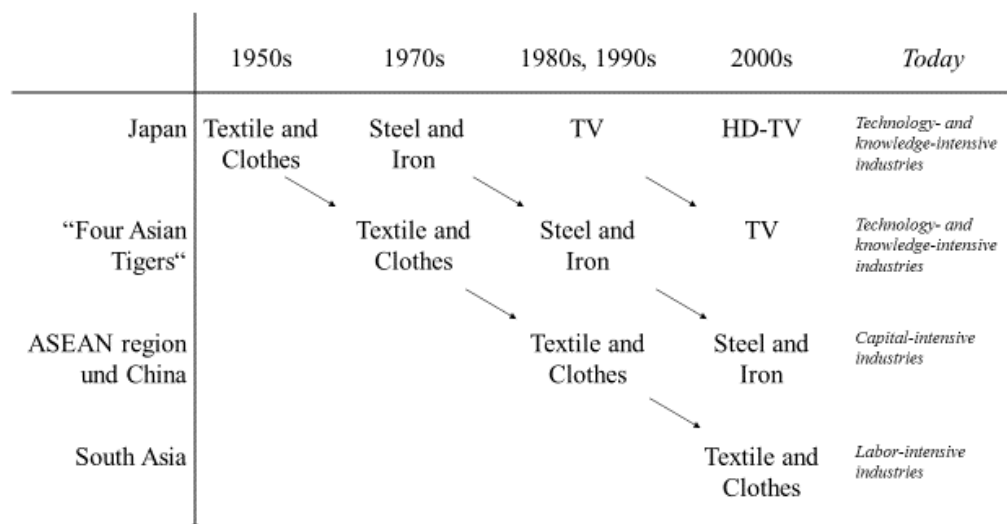 1950s 1970s 1980s, 1990s 2000s Today
Japan Textile and Steel and TV HD-TV Technology- and
Clothes Iron knowledge-intensive
industries
“Four Asian Textile and Steel and TV Technology- and
Tigers“ Clothes Iron knowledge-intensive
industries
ASEAN region Textile and Steel and Capital-intensive
und China Clothes Iron industries
South Asia Textile and Labor-intensive
Clothes industries